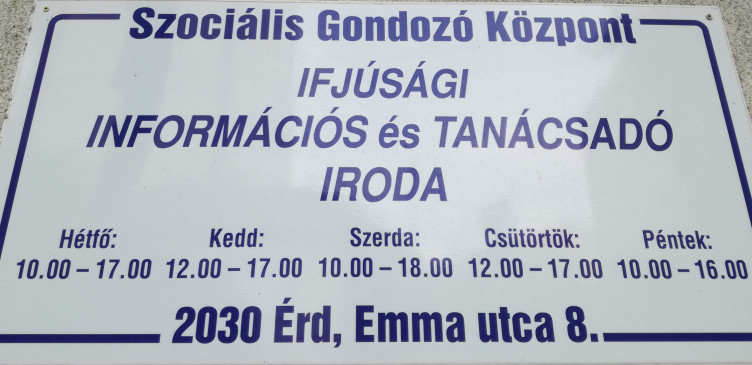 Szociális Gondozó Központ
IFJÚSÁGI
INFORMÁCIÓS és TANÁCSADÓ
IRODA
Hétfő: Kedd: Szerda: Csütörtök: Péntek:
10.00 – 17.00 12.00 – 17.00 10.00 – 18.00 12.00 – 17.00 10.00 – 16.00
2030 Érd, Emma utca 8.